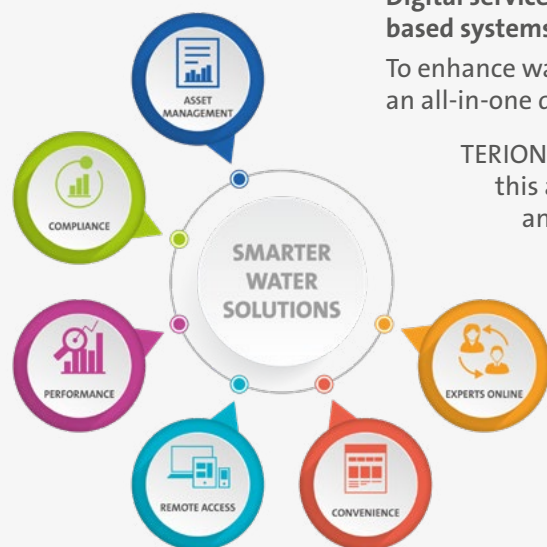 Digital service
based systems
To enhance wa
an all-in-one d
TERION
this a
an
ASSET
MANAGEMENT
COMPLIANCE
SMARTER
WATER
SOLUTIONS
PERFORMANCE
EXPERTS ONLINE
REMOTE ACCESS
CONVENIENCE